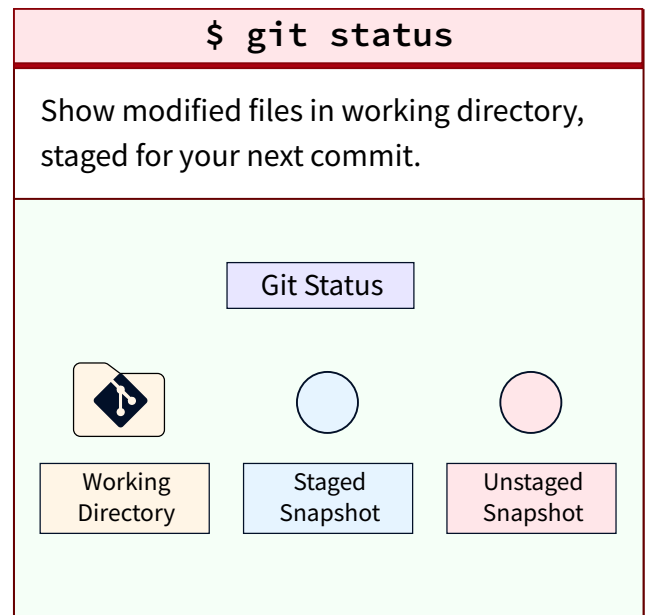 $ git status
Show modified files in working directory,
staged for your next commit.
Git Status
Working
Directory
Staged
Snapshot
Unstaged
Snapshot